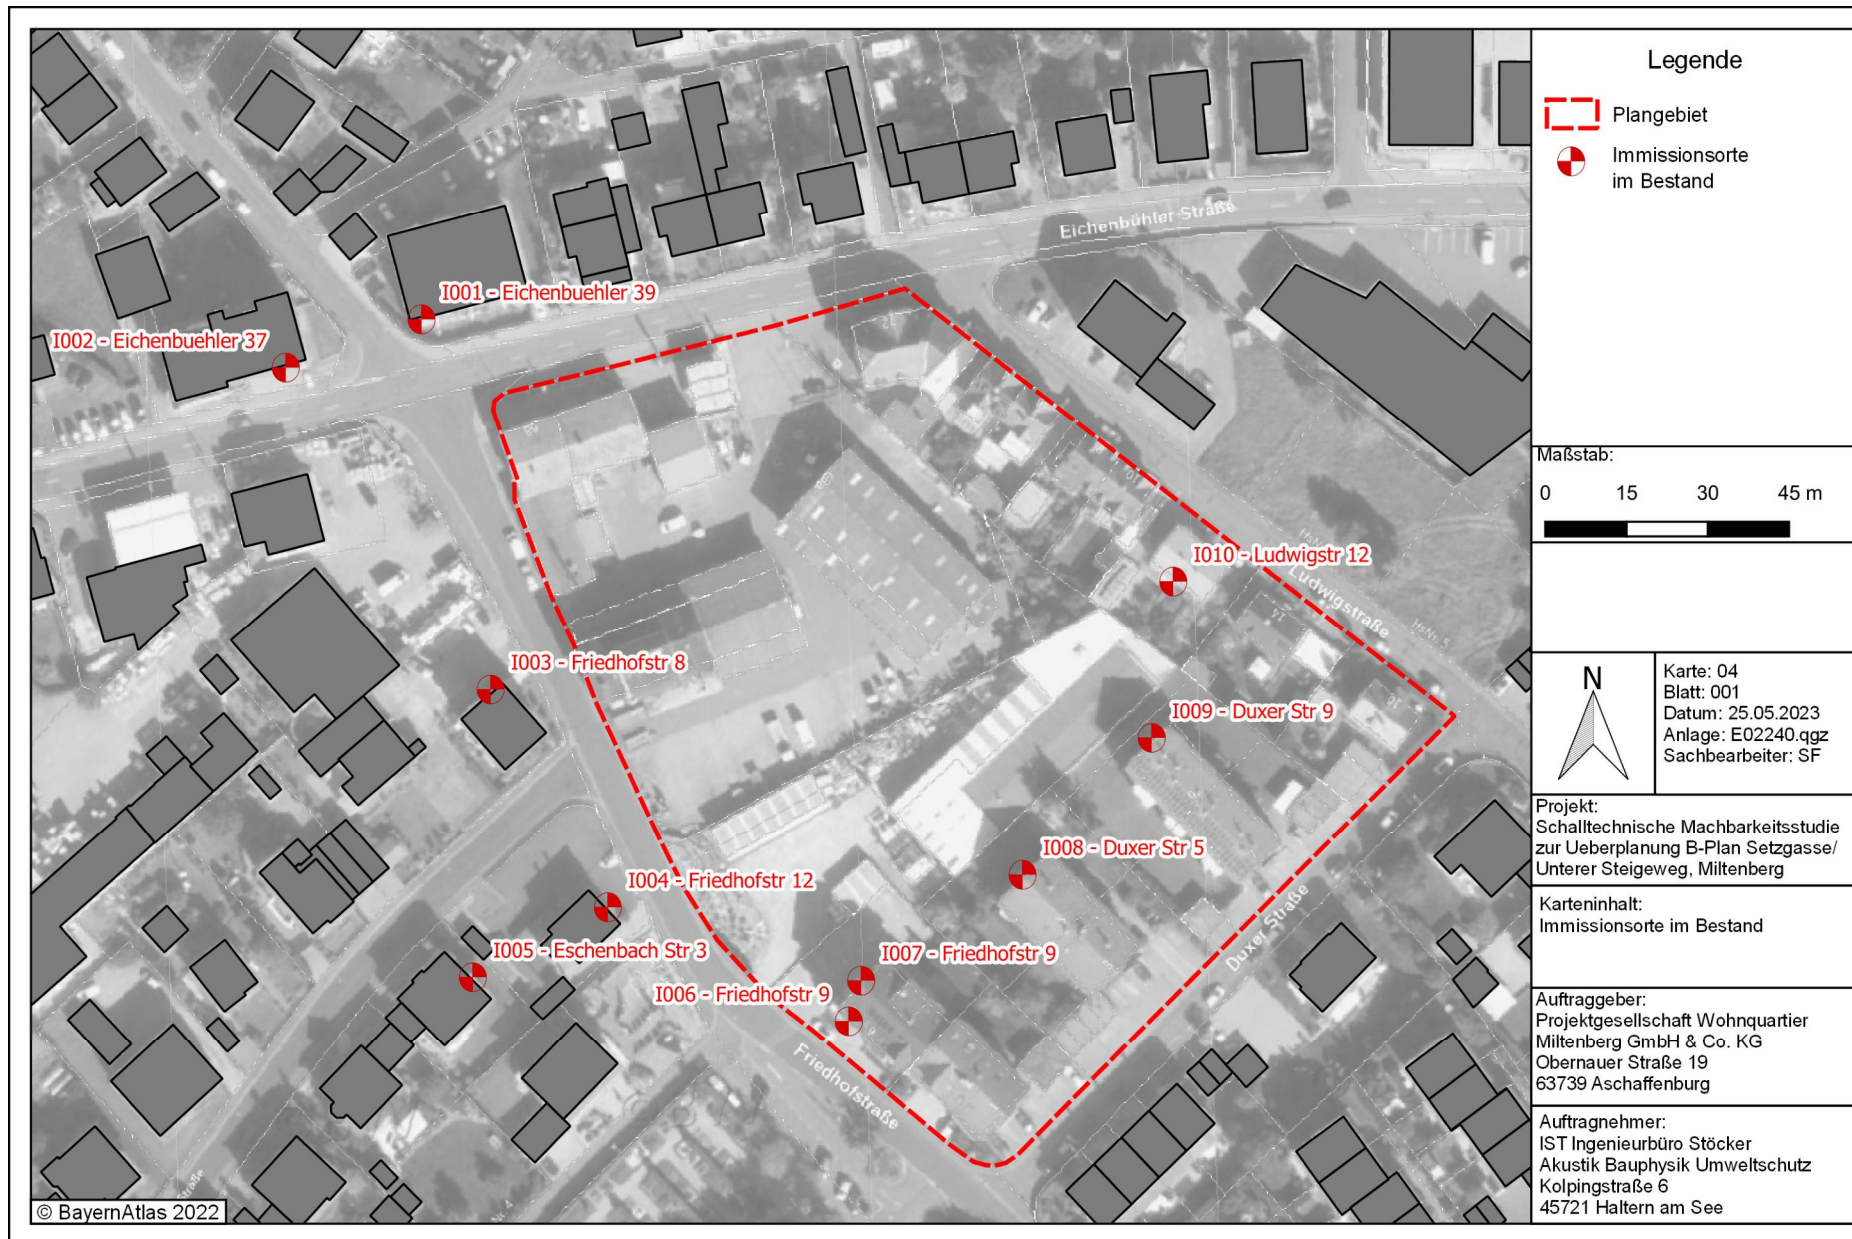 Eichenbühler Straße
I001 - Eichenbuehler 39
I002 - Eichenbuehler 37
I010 - Ludwigstr 12
Ludwigstraße
HsNr. 5
I003 - Friedhofstr 8
I009 - Duxer Str 9
I008 - Duxer Str 5
I004 - Friedhofstr 12
Duxer Straße
I005 - Eschenbach Str 3
I007 - Friedhofstr 9
I006 - Friedhofstr 9
Friedhofstraße
© BayernAtlas 2022
Legende
Plangebiet
Immissionsorte
im Bestand
Maßstab:
0 15 30 45 m
N
Karte: 04
Blatt: 001
Datum: 25.05.2023
Anlage: E02240.qgz
Sachbearbeiter: SF
Projekt:
Schalltechnische Machbarkeitsstudie
zur Ueberplanung B-Plan Setzgasse/
Unterer Steigeweg, Miltenberg
Karteninhalt:
Immissionsorte im Bestand
Auftraggeber:
Projektgesellschaft Wohnquartier
Miltenberg GmbH & Co. KG
Obernauer Straße 19
63739 Aschaffenburg
Auftragnehmer:
IST Ingenieurbüro Stöcker
Akustik Bauphysik Umweltschutz
Kolpingstraße 6
45721 Haltern am See